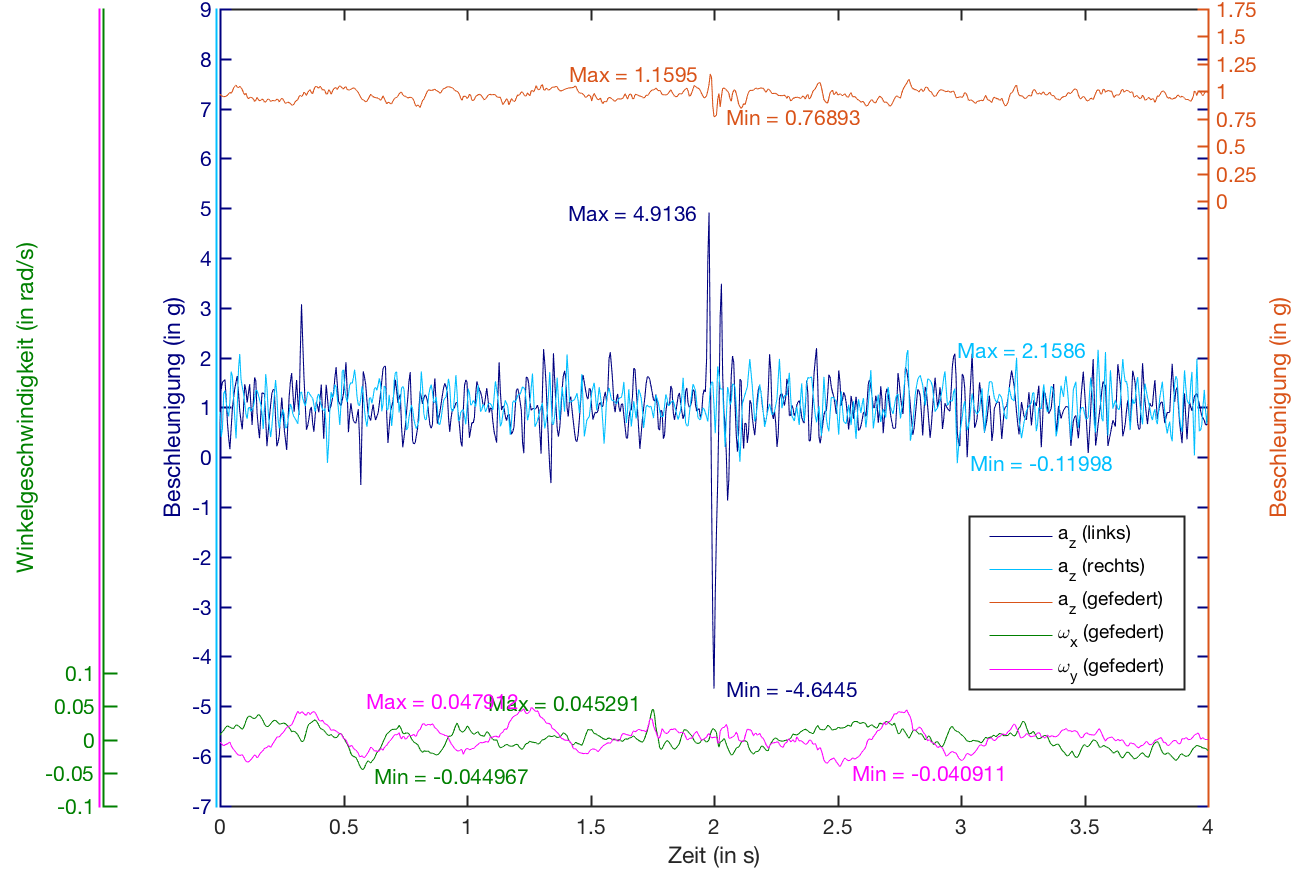 9
8
7
6
5
4
3
2
1
0
-1
-2
-3
-4
-5
-6
-7
Beschleunigung (in g)
0.1
0.05
0
-0.05
-0.1
Winkelgeschwindigkeit (in rad/s)
1.75
1.5
1.25
1
0.75
0.5
0.25
0
Beschleunigung (in g)
Max = 1.1595
Min = 0.76893
Max = 4.9136
Max = 2.1586
Min = -0.11998
Min = -4.6445
Max = 0.047912
Max = 0.045291
Min = -0.044967
Min = -0.040911
a_z (links)
a_z (rechts)
a_z (gefedert)
ω_x (gefedert)
ω_y (gefedert)
0 0.5 1 1.5 2 2.5 3 3.5 4
Zeit (in s)